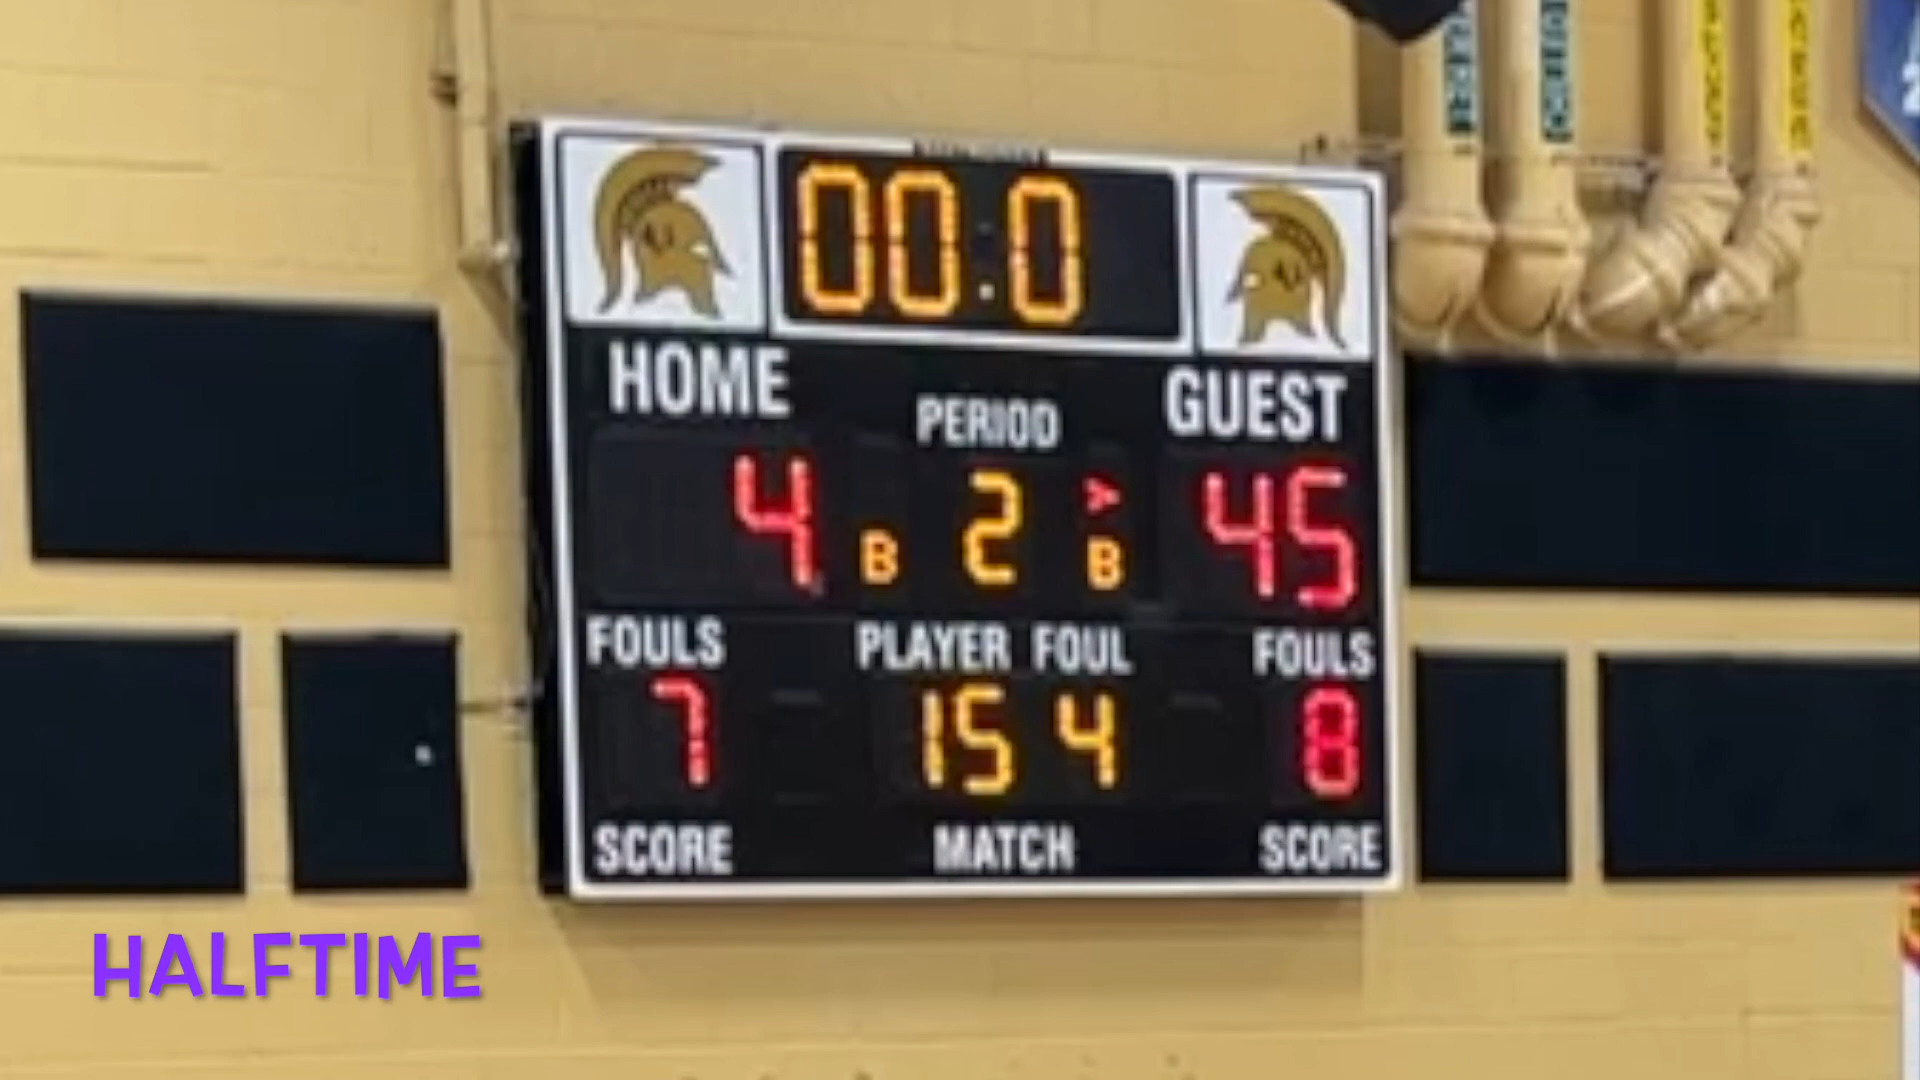 00.0
HOME
PERIOD
GUEST
4 B 2 > B 45
FOULS
PLAYER FOUL
FOULS
7
15 4
8
SCORE
MATCH
SCORE
HALFTIME